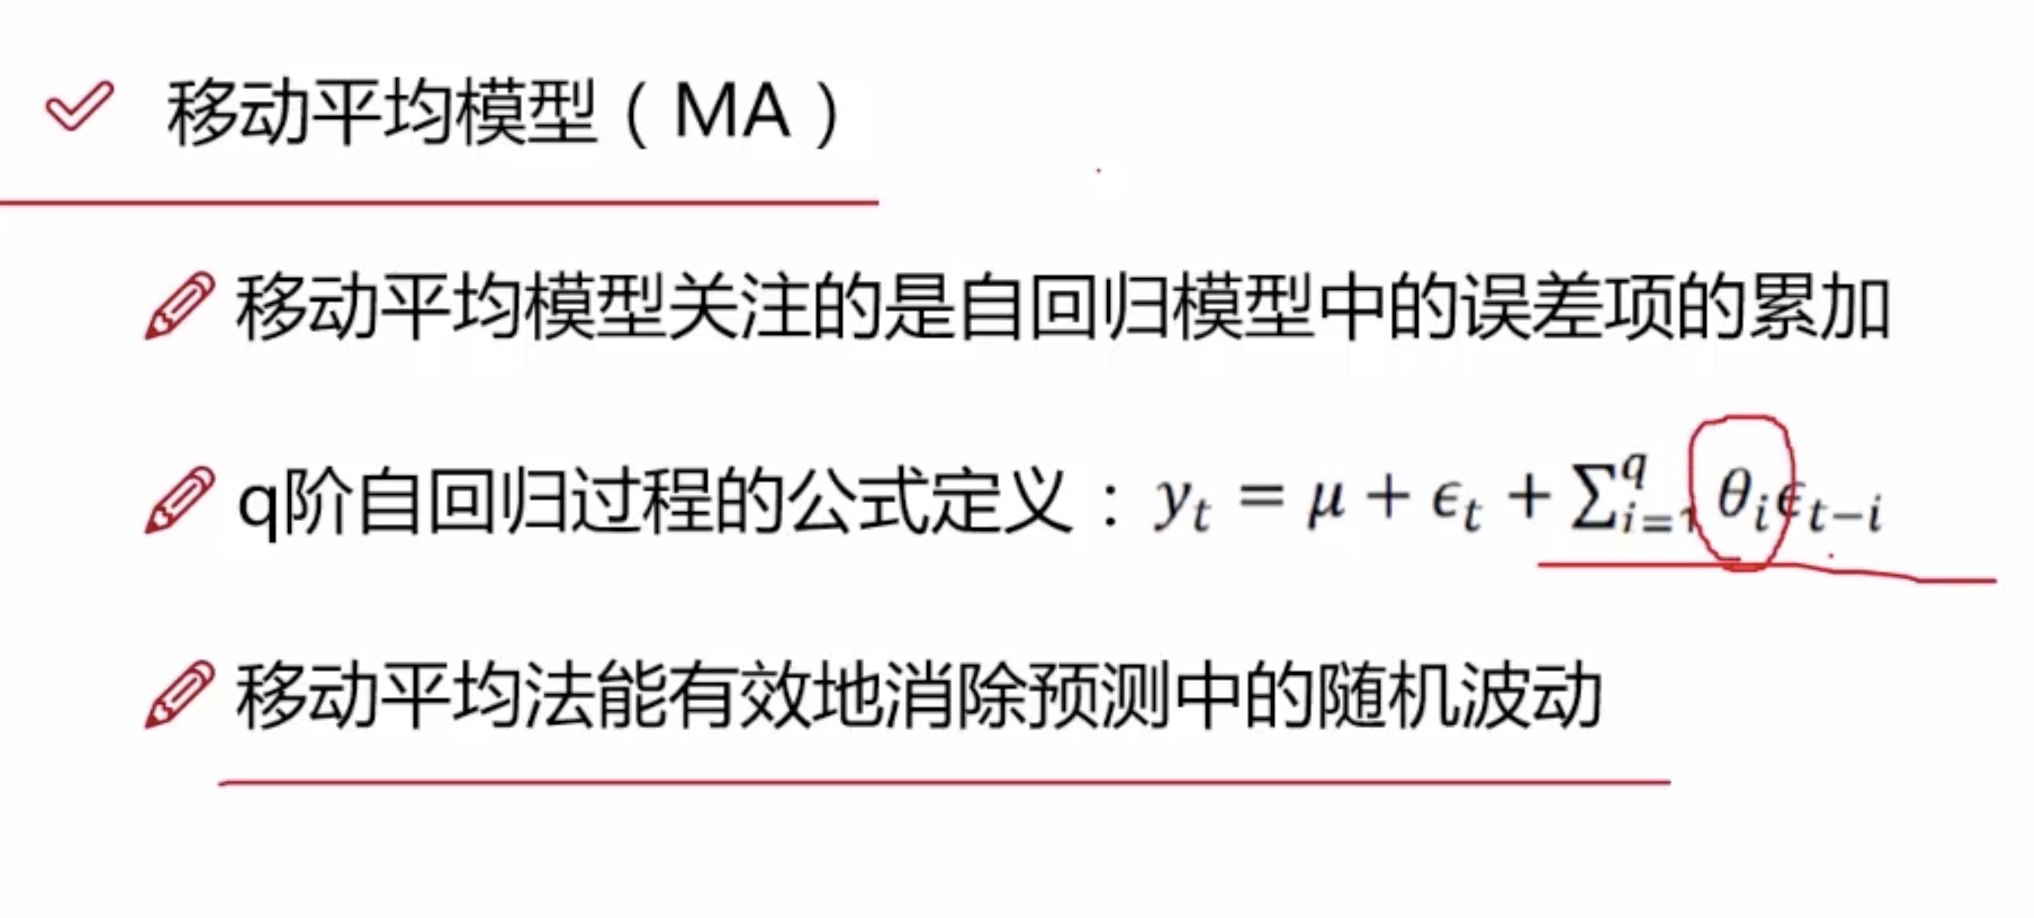 移动平均模型（MA）
移动平均模型关注的是自回归模型中的误差项的累加
q阶自回归过程的公式定义：$y_t = \mu + \epsilon_t + \sum_{i=1}^{q} \theta_i \epsilon_{t-i}$
移动平均法能有效地消除预测中的随机波动